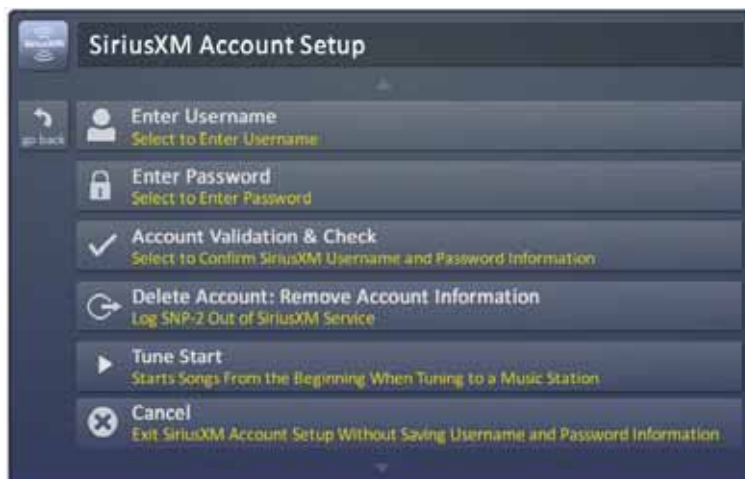 SiriusXM
SiriusXM Account Setup
go back
Enter Username
Select to Enter Username
Enter Password
Select to Enter Password
Account Validation & Check
Select to Confirm SiriusXM Username and Password Information
Delete Account: Remove Account Information
Log SNP-2 Out of SiriusXM Service
Tune Start
Starts Songs From the Beginning When Tuning to a Music Station
Cancel
Exit SiriusXM Account Setup Without Saving Username and Password Information